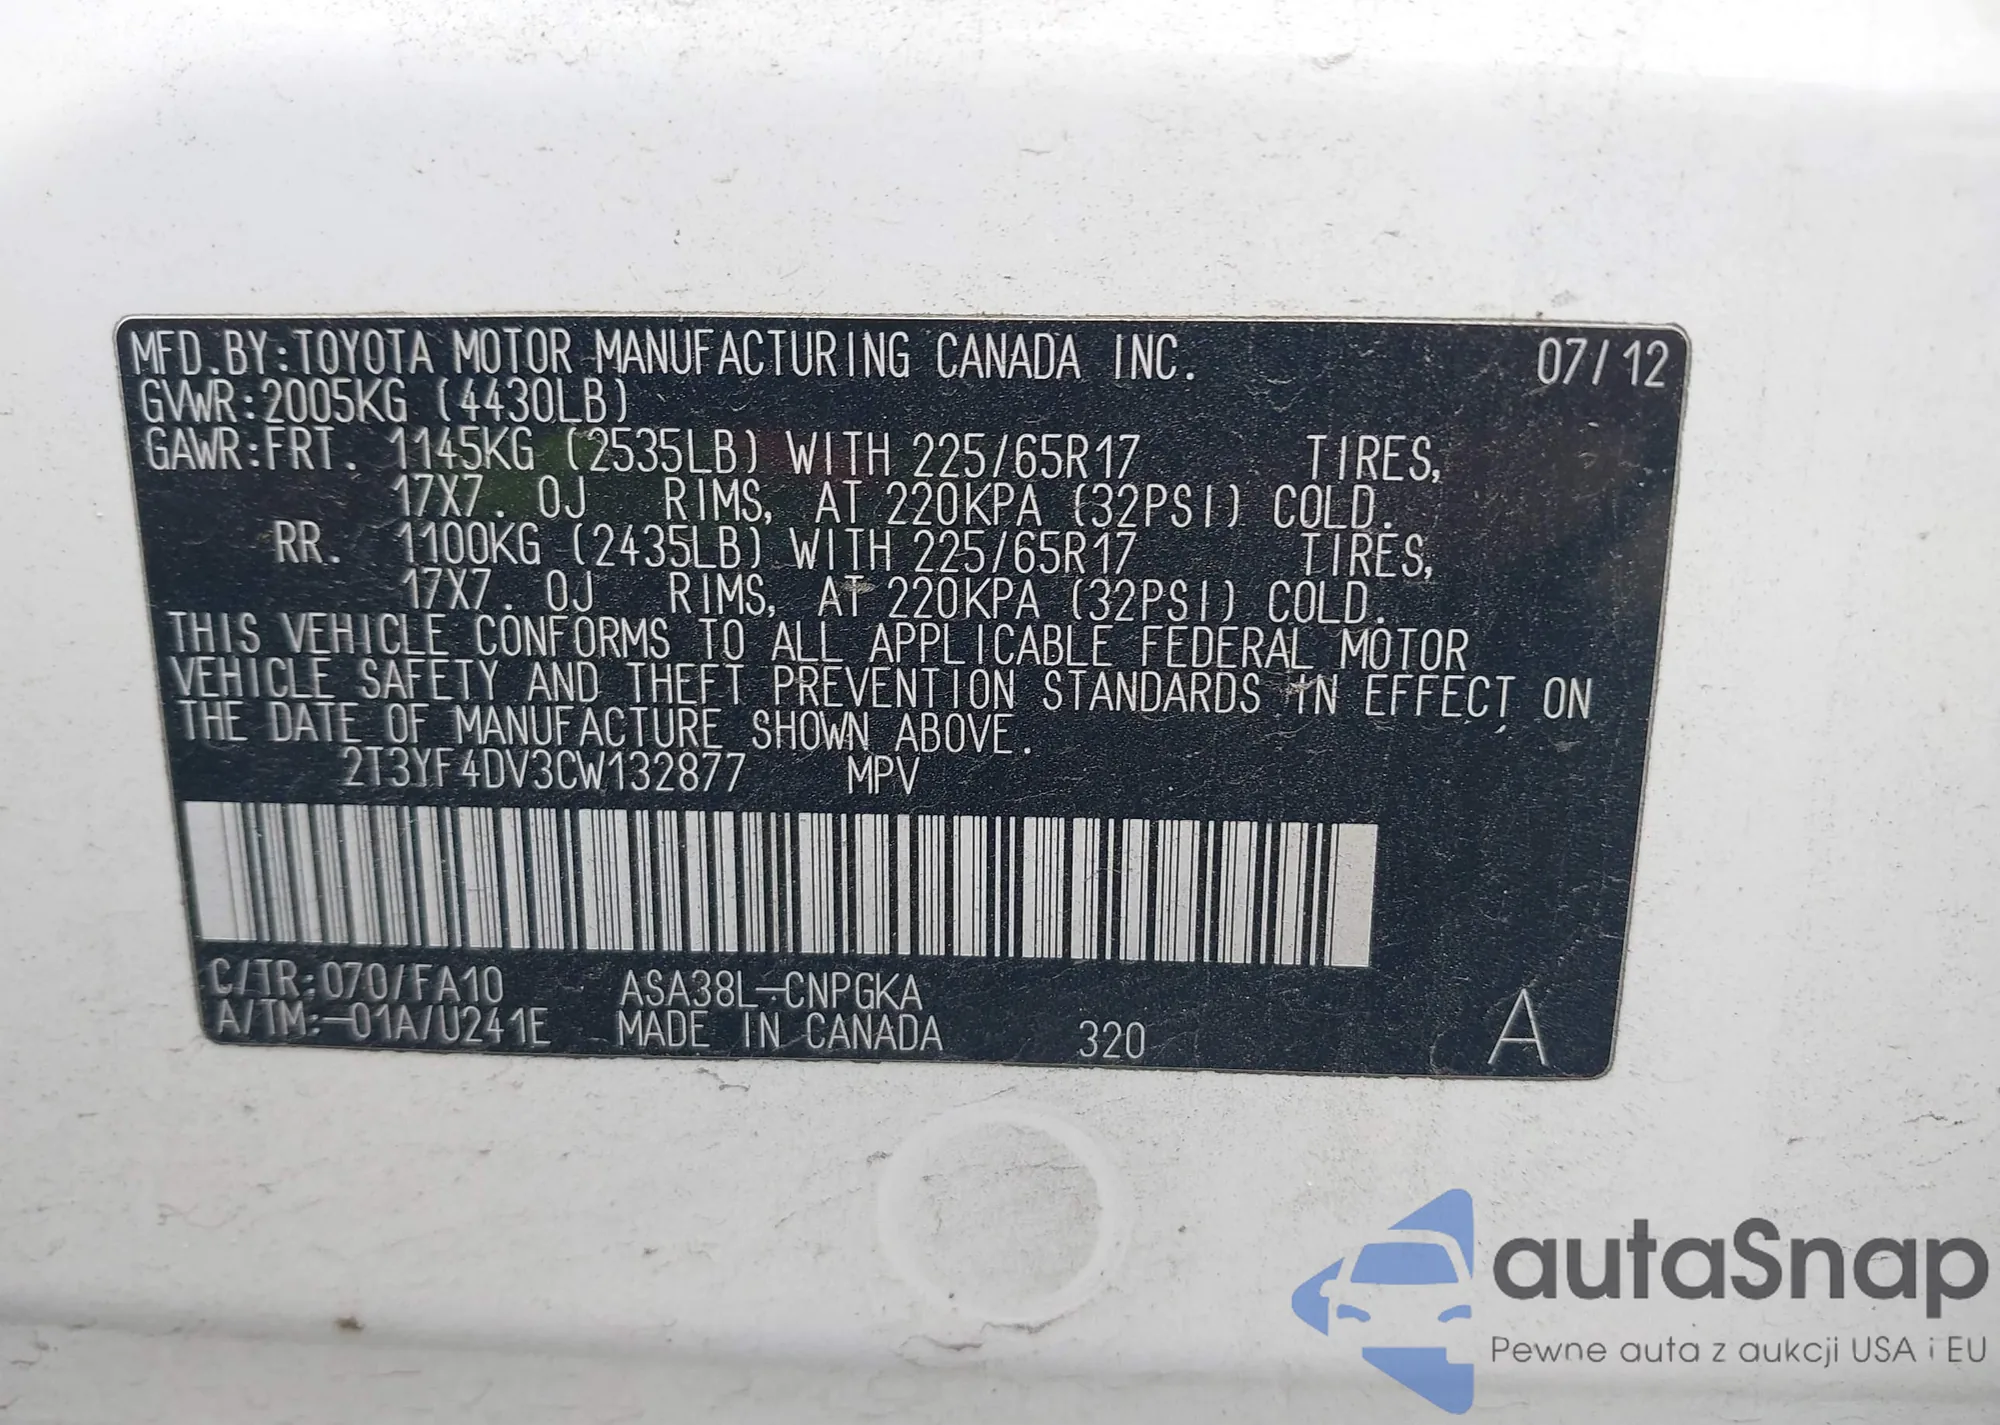 MFD.BY:TOYOTA MOTOR MANUFACTURING CANADA INC. 07/12
GVWR:2005KG (4430LB)
GAWR:FRT. 1145KG (2535LB) WITH 225/65R17 TIRES,
17X7.0J RIMS, AT 220KPA (32PSI) COLD.
RR. 1100KG (2435LB) WITH 225/65R17 TIRES,
17X7.0J RIMS, AT 220KPA (32PSI) COLD.
THIS VEHICLE CONFORMS TO ALL APPLICABLE FEDERAL MOTOR
VEHICLE SAFETY AND THEFT PREVENTION STANDARDS IN EFFECT ON
THE DATE OF MANUFACTURE SHOWN ABOVE.
2T3YF4DV3CW132877 MPV
C/TR:070/FA10 ASA38L-CNPGKA
A/TM:-01A/U241E MADE IN CANADA 320 A
autaSnap
Pewne auta z aukcji USA i EU